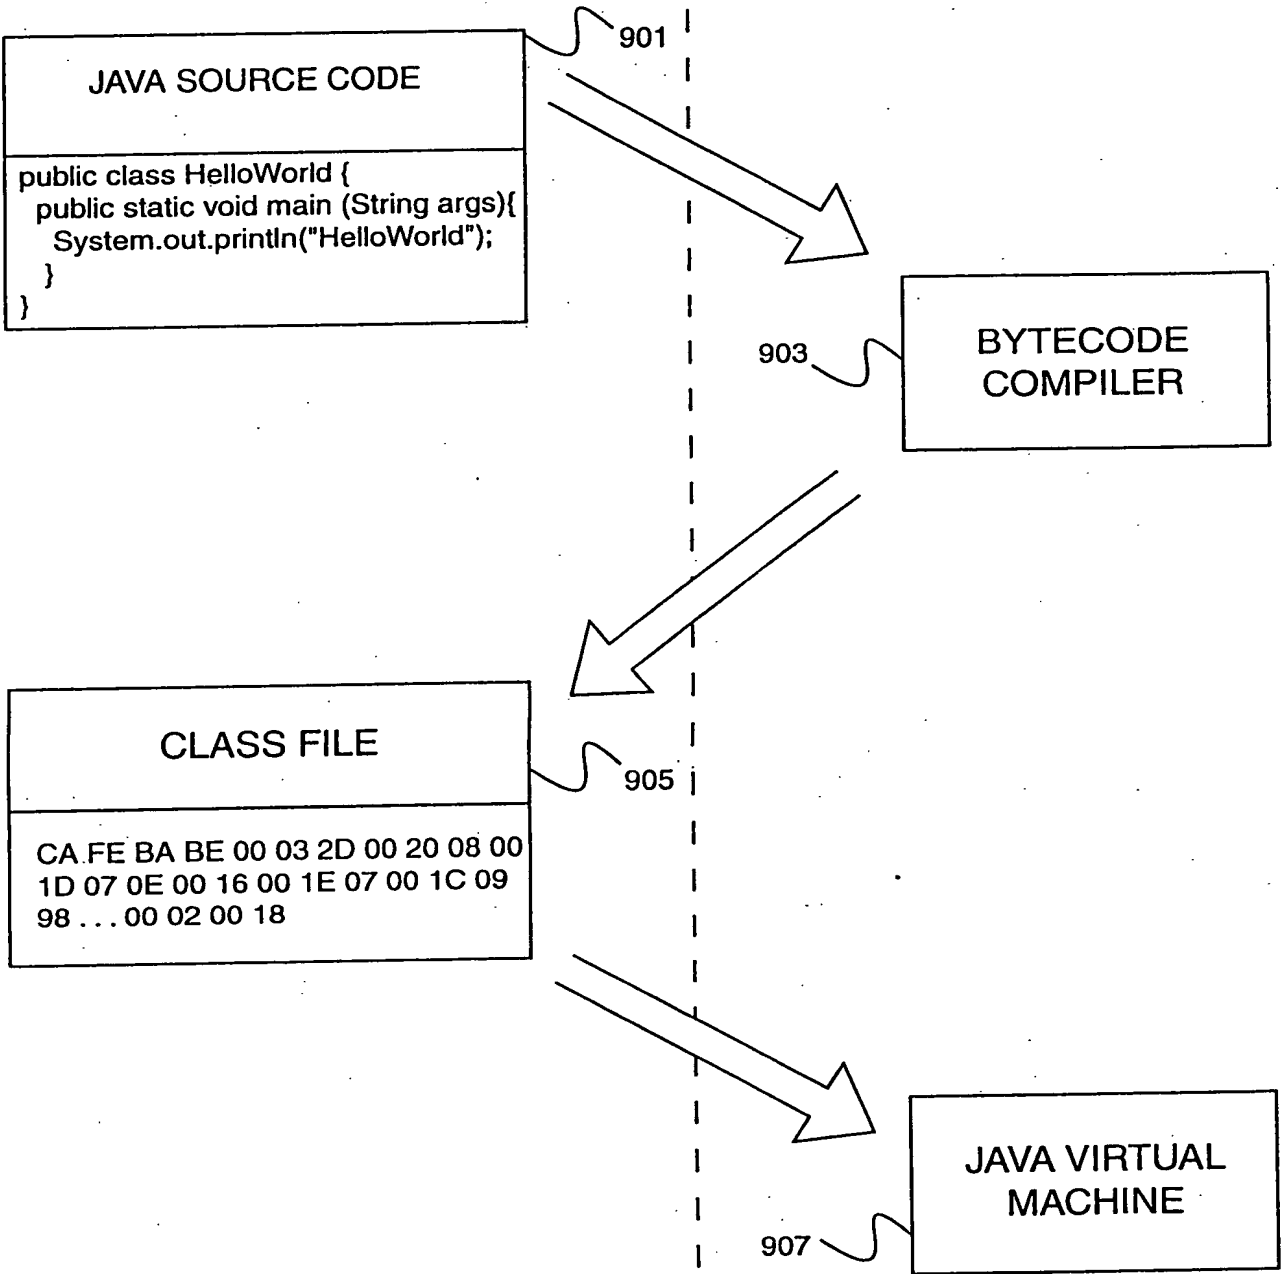 901
JAVA SOURCE CODE
public class HelloWorld {
public static void main (String args){
System.out.println("HelloWorld");
}
}
903
BYTECODE
COMPILER
CLASS FILE
905
CA FE BA BE 00 03 2D 00 20 08 00
1D 07 0E 00 16 00 1E 07 00 1C 09
98 . . . 00 02 00 18
JAVA VIRTUAL
MACHINE
907